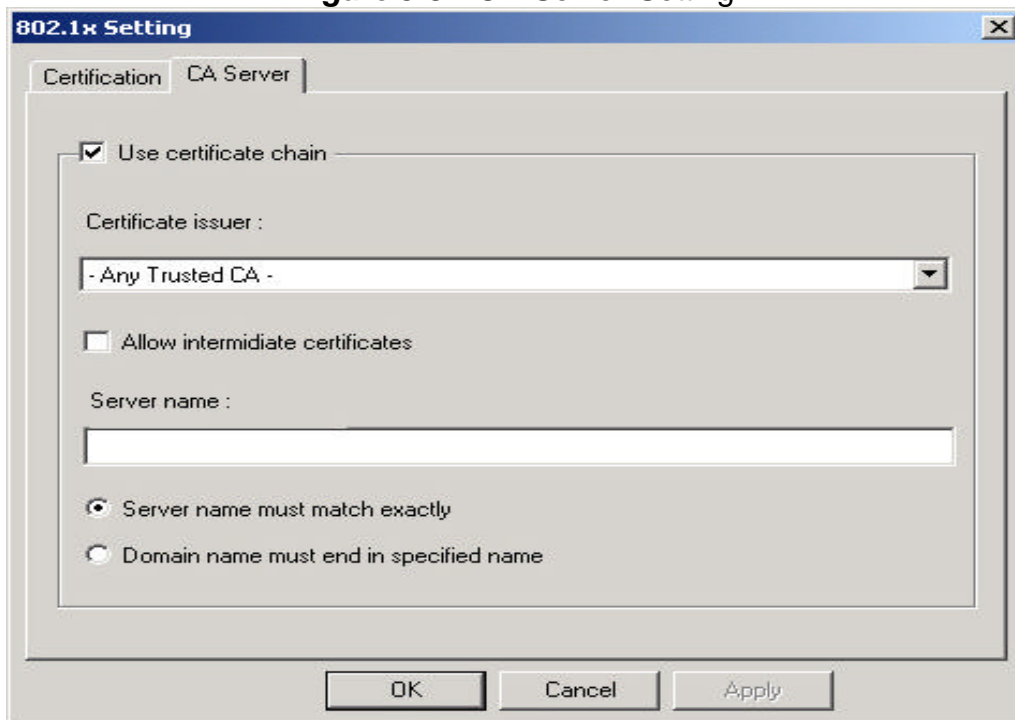 802.1x Setting
Certification CA Server
Use certificate chain
Certificate issuer :
- Any Trusted CA -
Allow intermidiate certificates
Server name :
Server name must match exactly
Domain name must end in specified name
OK Cancel Apply